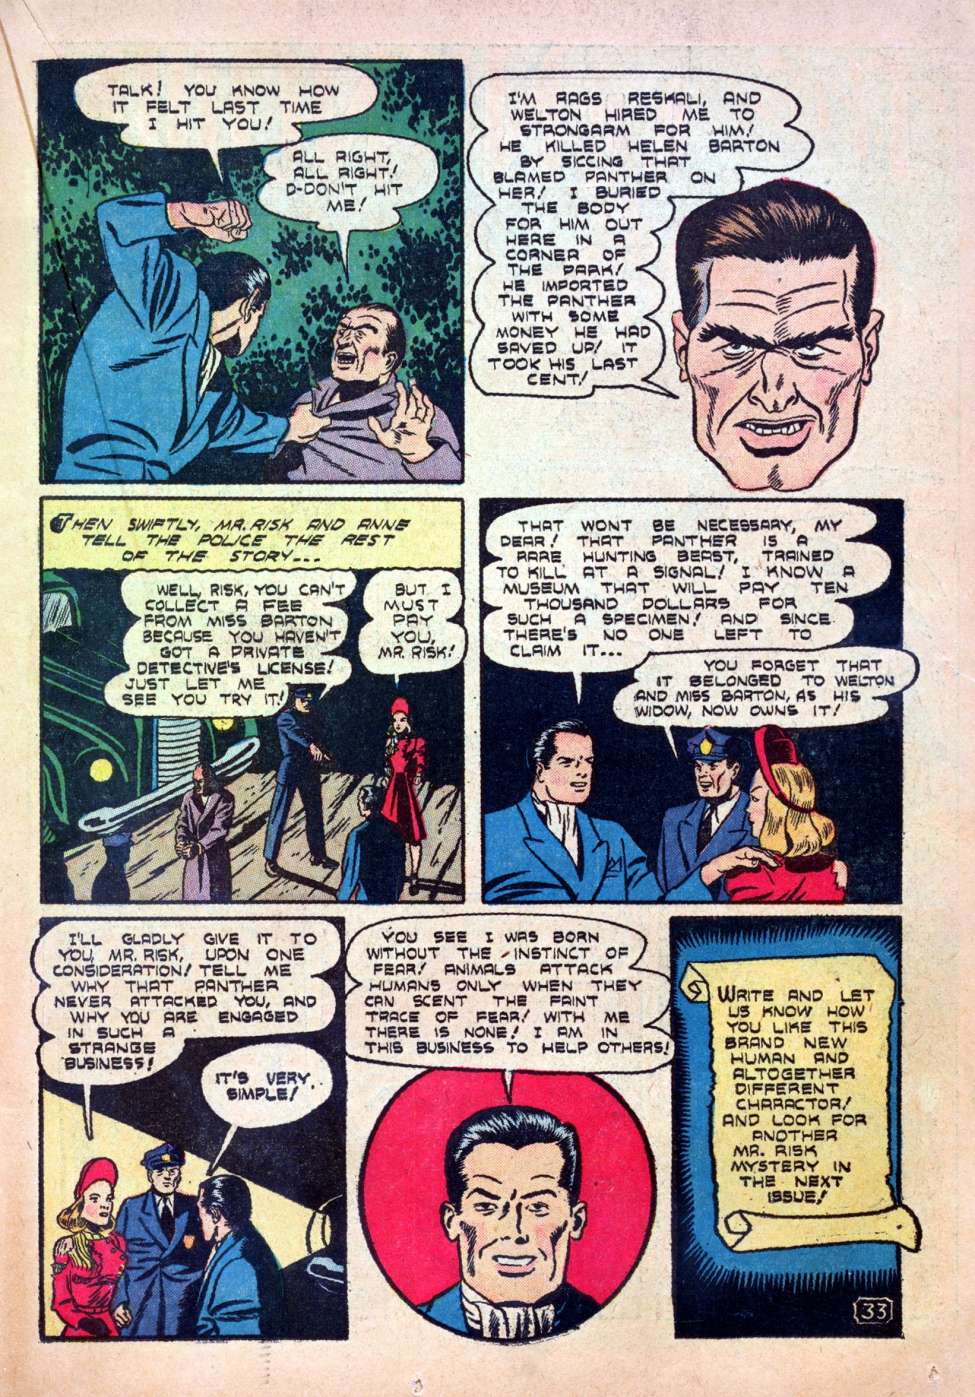 TALK! YOU KNOW HOW
IT FELT LAST TIME
I HIT YOU!
ALL RIGHT,
ALL RIGHT!
D-DON'T HIT
ME!
I'M RAGS RESKALI, AND
WELTON HIRED ME TO
STRONGARM FOR HIM!
HE KILLED HELEN BARTON
BY SICCING THAT
BLAMED PANTHER ON
HER! I BURIED
THE BODY
FOR HIM OUT
HERE IN A
CORNER OF
THE PARK!
HE IMPORTED
THE PANTHER
WITH SOME
MONEY HE HAD
SAVED UP! IT
TOOK HIS LAST
CENT!
THEN SWIFTLY, MR. RISK AND ANNE
TELL THE POLICE THE REST
OF THE STORY...
WELL, RISK, YOU CAN'T
COLLECT A FEE
FROM MISS BARTON
BECAUSE YOU HAVEN'T
GOT A PRIVATE
DETECTIVE'S LICENSE!
JUST LET ME
SEE YOU TRY IT!
BUT I
MUST
PAY
YOU,
MR. RISK!
THAT WONT BE NECESSARY, MY
DEAR! THAT PANTHER IS A
RARE HUNTING BEAST, TRAINED
TO KILL AT A SIGNAL! I KNOW A
MUSEUM THAT WILL PAY TEN
THOUSAND DOLLARS FOR
SUCH A SPECIMEN! AND SINCE
THERE'S NO ONE LEFT TO
CLAIM IT...
YOU FORGET THAT
IT BELONGED TO WELTON
AND MISS BARTON, AS HIS
WIDOW, NOW OWNS IT!
I'LL GLADLY GIVE IT TO
YOU, MR. RISK, UPON ONE
CONSIDERATION! TELL ME
WHY THAT PANTHER
NEVER ATTACKED YOU, AND
WHY YOU ARE ENGAGED
IN SUCH A
STRANGE
BUSINESS!
IT'S VERY
SIMPLE!
YOU SEE I WAS BORN
WITHOUT THE INSTINCT OF
FEAR! ANIMALS ATTACK
HUMANS ONLY WHEN THEY
CAN SCENT THE FAINT
TRACE OF FEAR! WITH ME
THERE IS NONE! I AM IN
THIS BUSINESS TO HELP OTHERS!
WRITE AND LET
US KNOW HOW
YOU LIKE THIS
BRAND NEW
HUMAN AND
ALTOGETHER
DIFFERENT
CHARACTOR!
AND LOOK FOR
ANOTHER
MR. RISK
MYSTERY IN
THE NEXT
ISSUE!
33